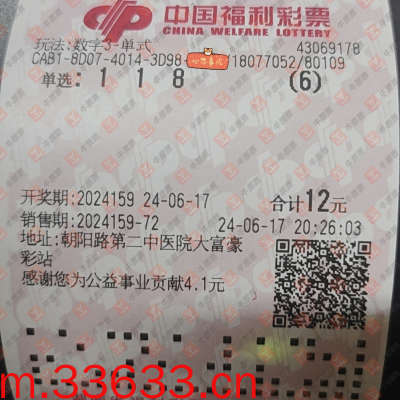 中国福利彩票
CHINA WELFARE LOTTERY
玩法:数字3-单式 43069178
CAB1-8D07-4014-3D98- 18077052/80109
单选: 1 1 8 (6)
开奖期:2024159 24-06-17 合计12元
销售期:2024159-72 24-06-17 20:26:03
地址:朝阳路第二中医院大富豪
彩站
感谢您为公益事业贡献4.1元
m.33633.cn